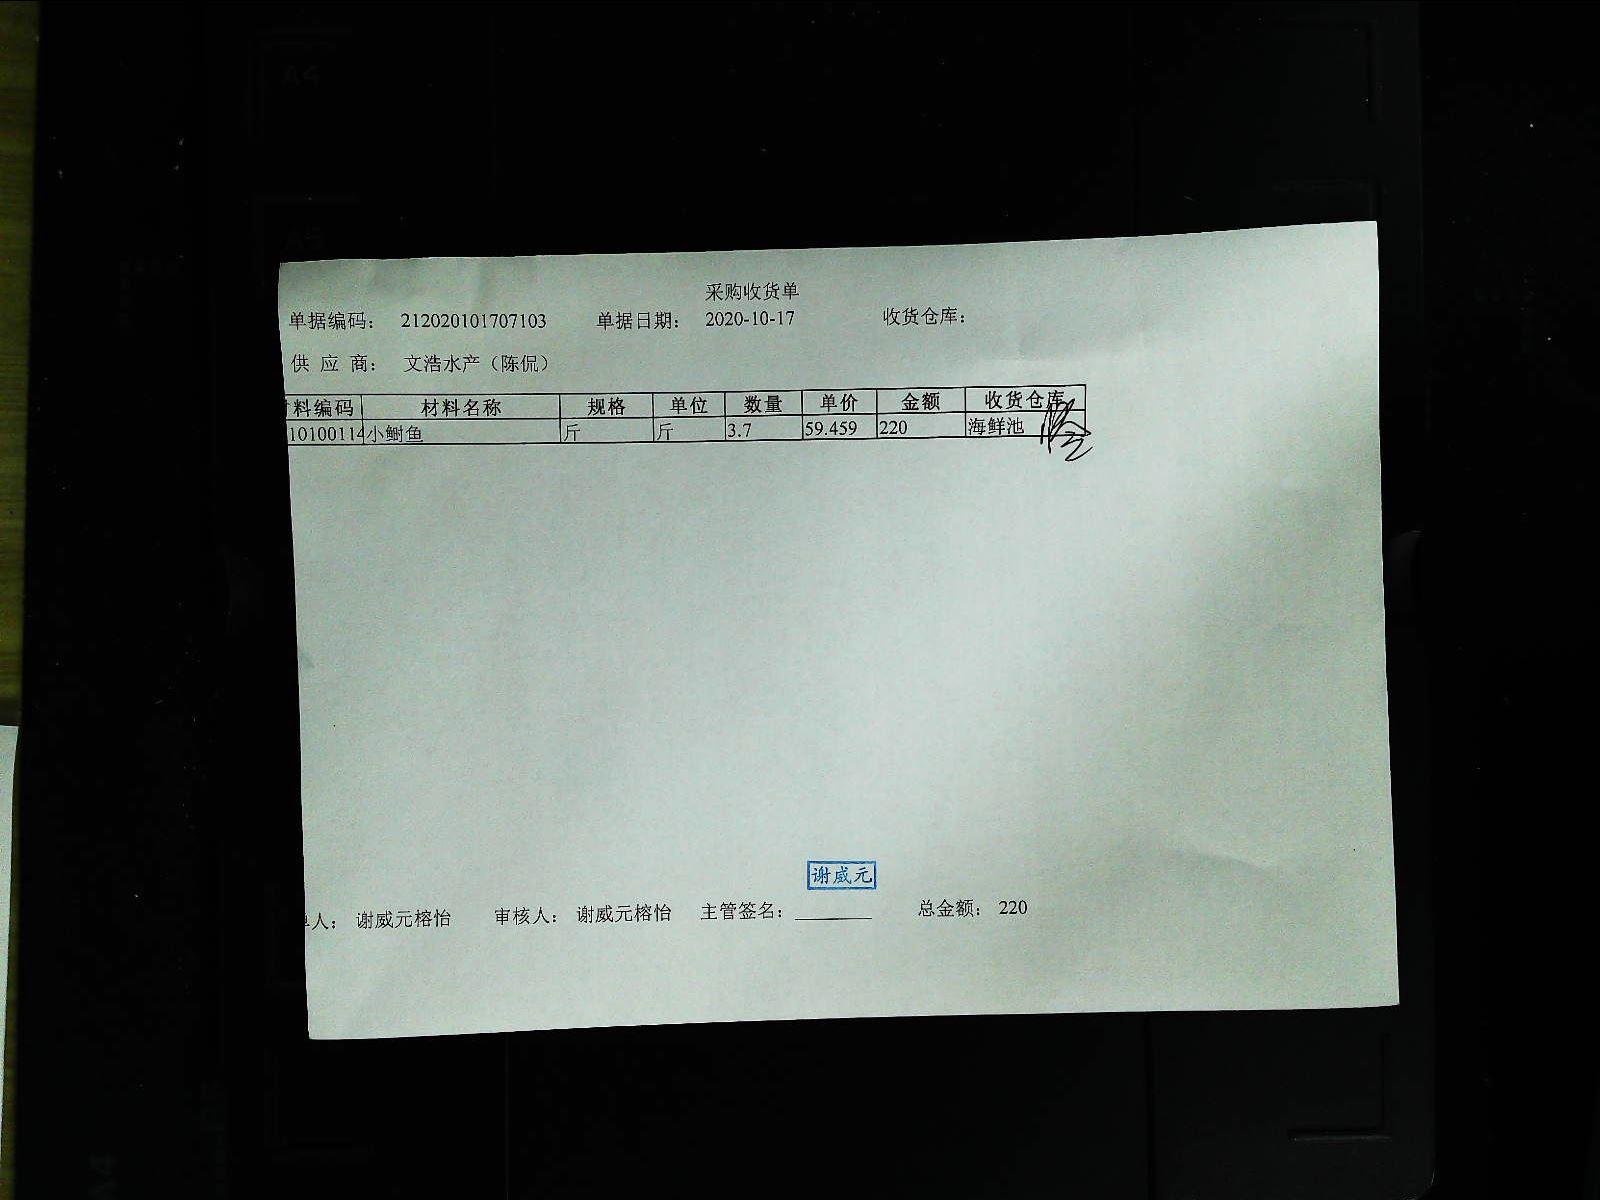 采购收货单
单据编码： 212020101707103 单据日期： 2020-10-17 收货仓库：
供 应 商： 文浩水产（陈侃）
料编码 材料名称 规格 单位 数量 单价 金额 收货仓库
10100114 小鲥鱼 斤 斤 3.7 59.459 220 海鲜池
谢威元
人： 谢威元榕怡 审核人： 谢威元榕怡 主管签名： 总金额： 220